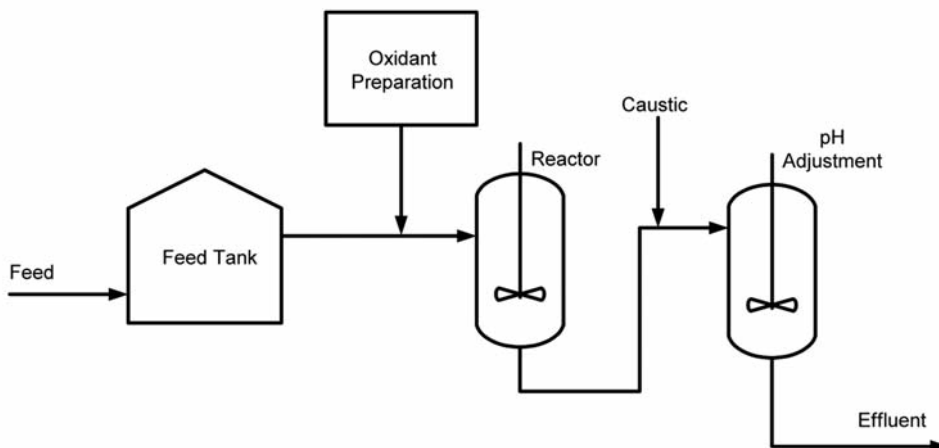 Oxidant
Preparation
Caustic
Reactor
pH
Adjustment
Feed Tank
Feed
Effluent